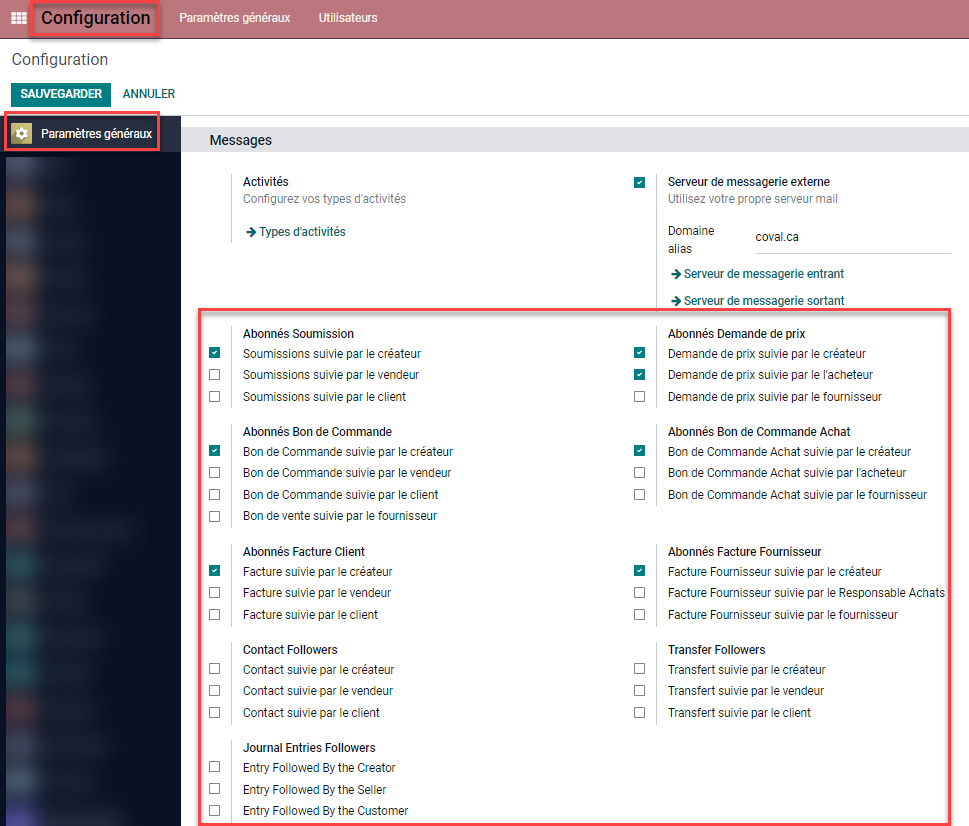 Configuration
Paramètres généraux
Utilisateurs
Configuration
SAUVEGARDER
ANNULER
Paramètres généraux
Messages
Activités
Configurez vos types d'activités
Types d'activités
Serveur de messagerie externe
Utilisez votre propre serveur mail
Domaine
alias
coval.ca
Serveur de messagerie entrant
Serveur de messagerie sortant
Abonnés Soumission
Soumissions suivie par le créateur
Soumissions suivie par le vendeur
Soumissions suivie par le client
Abonnés Demande de prix
Demande de prix suivie par le créateur
Demande de prix suivie par le l'acheteur
Demande de prix suivie par le fournisseur
Abonnés Bon de Commande
Bon de Commande suivie par le créateur
Bon de Commande suivie par le vendeur
Bon de Commande suivie par le client
Bon de vente suivie par le fournisseur
Abonnés Bon de Commande Achat
Bon de Commande Achat suivie par le créateur
Bon de Commande Achat suivie par l'acheteur
Bon de Commande Achat suivie par le fournisseur
Abonnés Facture Client
Facture suivie par le créateur
Facture suivie par le vendeur
Facture suivie par le client
Abonnés Facture Fournisseur
Facture Fournisseur suivie par le créateur
Facture Fournisseur suivie par le Responsable Achats
Facture Fournisseur suivie par le fournisseur
Contact Followers
Contact suivie par le créateur
Contact suivie par le vendeur
Contact suivie par le client
Transfer Followers
Transfert suivie par le créateur
Transfert suivie par le vendeur
Transfert suivie par le client
Journal Entries Followers
Entry Followed By the Creator
Entry Followed By the Seller
Entry Followed By the Customer